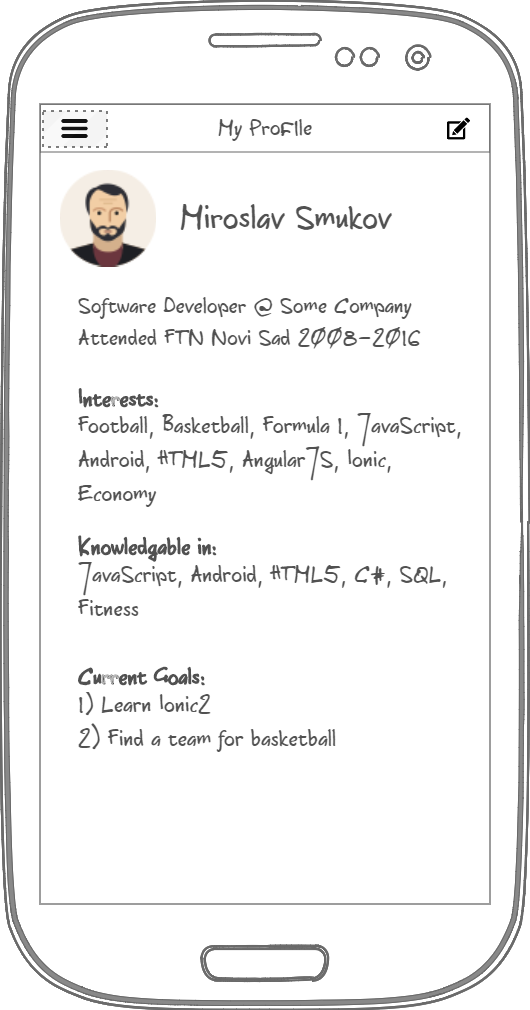 My Profile
Miroslav Smukov
Software Developer @ Some Company
Attended FTN Novi Sad 2008-2016
Interests:
Football, Basketball, Formula 1, JavaScript,
Android, HTML5, AngularJS, Ionic,
Economy
Knowledgable in:
JavaScript, Android, HTML5, C#, SQL,
Fitness
Current Goals:
1) Learn Ionic2
2) Find a team for basketball